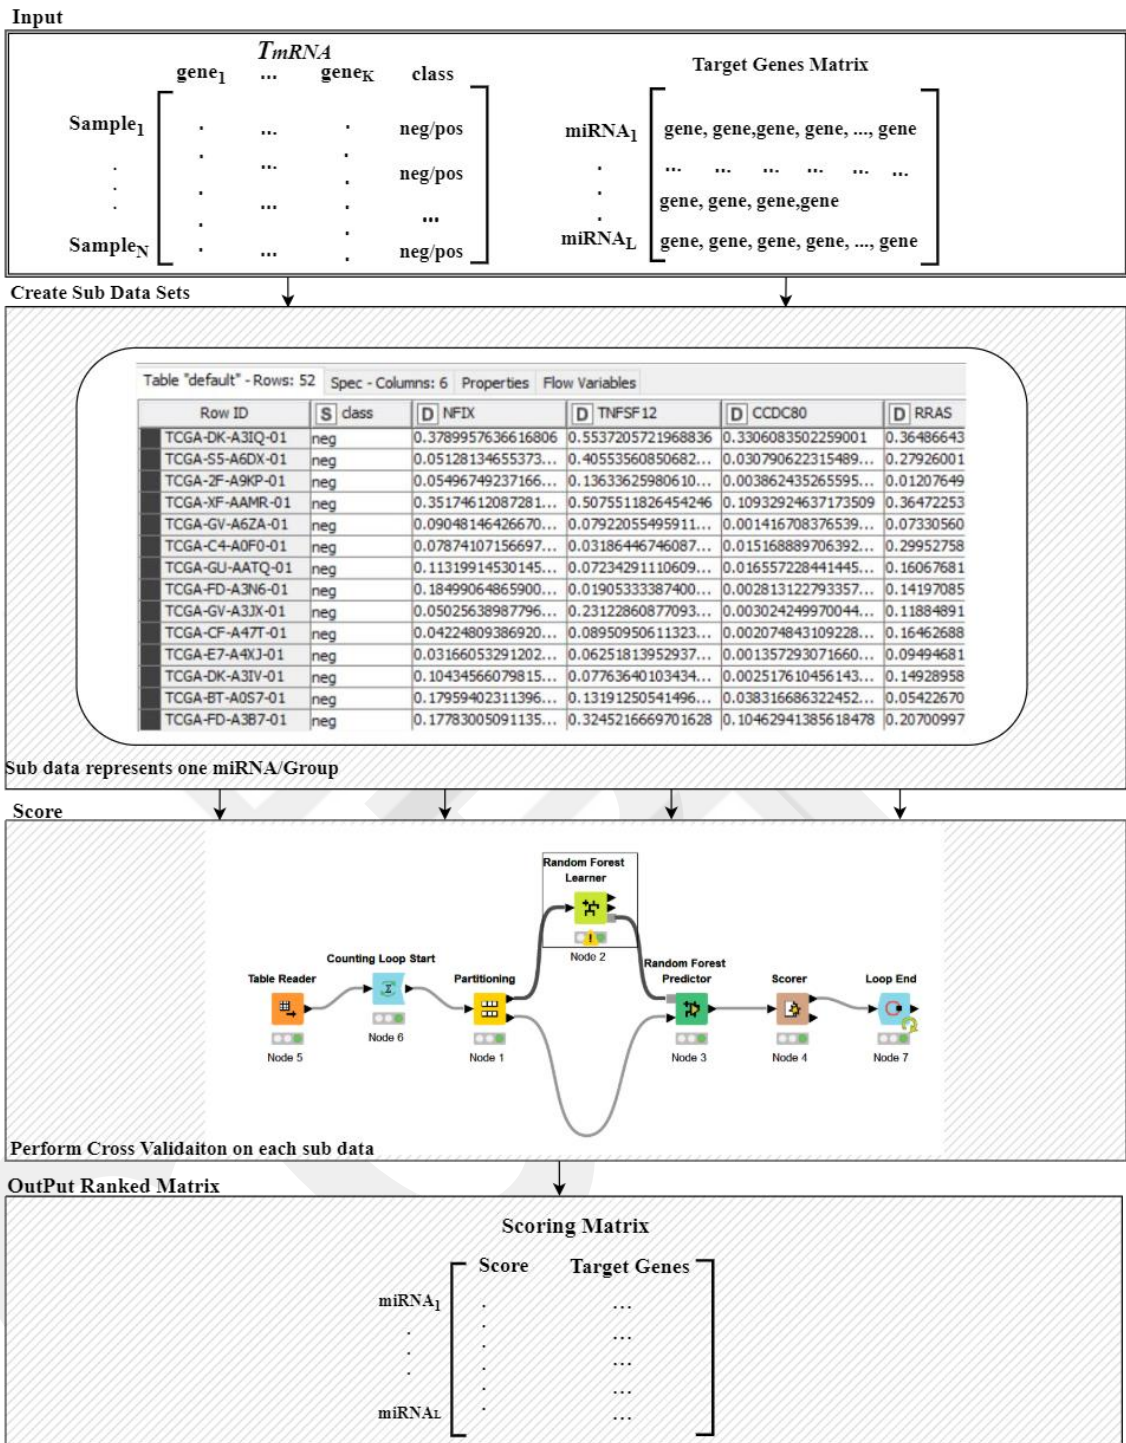 Input
TmRNA
gene1 ... geneK class
Sample1 . ... . neg/pos
. ... . neg/pos
. ... . ...
SampleN . ... . neg/pos
Target Genes Matrix
miRNA1 gene, gene,gene, gene, ..., gene
... ... ... ... ... ...
gene, gene, gene,gene
miRNAL gene, gene, gene, gene, ..., gene
Create Sub Data Sets
Table "default" - Rows: 52 Spec - Columns: 6 Properties Flow Variables
Row ID S class D NFIX D TNFSF12 D CCDC80 D RRAS
TCGA-DK-A3IQ-01 neg 0.3789957636616806 0.5537205721968836 0.3306083502259001 0.36486643
TCGA-S5-A6DX-01 neg 0.05128134655373... 0.40553560850682... 0.030790622315489... 0.27926001
TCGA-2F-A9KP-01 neg 0.05496749237166... 0.13633625980610... 0.003862435265595... 0.01207649
TCGA-XF-AAMR-01 neg 0.35174612087281... 0.5075511826454246 0.10932924637173509 0.36472253
TCGA-GV-A6ZA-01 neg 0.09048146426670... 0.07922055495911... 0.001416708376539... 0.07330560
TCGA-C4-A0F0-01 neg 0.07874107156697... 0.03186446746087... 0.015168889706392... 0.29952758
TCGA-GU-AATQ-01 neg 0.11319914530145... 0.07234291110609... 0.016557228441445... 0.16067681
TCGA-FD-A3N6-01 neg 0.18499064865900... 0.01905333387400... 0.002813122793357... 0.14197085
TCGA-GV-A3JX-01 neg 0.05025638987796... 0.23122860877093... 0.003024249970044... 0.11884891
TCGA-CF-A47T-01 neg 0.04224809386920... 0.08950950611323... 0.002074843109228... 0.16462688
TCGA-E7-A4XJ-01 neg 0.03166053291202... 0.06251813952937... 0.001357293071660... 0.09494681
TCGA-DK-A3IV-01 neg 0.10434566079815... 0.07763640103434... 0.002517610456143... 0.14928958
TCGA-BT-A0S7-01 neg 0.17959402311396... 0.13191250541496... 0.038316686322452... 0.05422670
TCGA-FD-A3B7-01 neg 0.17783005091135... 0.3245216669701628 0.10462941385618478 0.20700997
Sub data represents one miRNA/Group
Score
Random Forest
Learner
Node 2
Table Reader
Node 5
Counting Loop Start
Node 6
Partitioning
Node 1
Random Forest
Predictor
Node 3
Scorer
Node 4
Loop End
Node 7
Perform Cross Validaiton on each sub data
OutPut Ranked Matrix
Scoring Matrix
Score Target Genes
miRNA1 . ...
. ...
. ...
. ...
miRNAL . ...